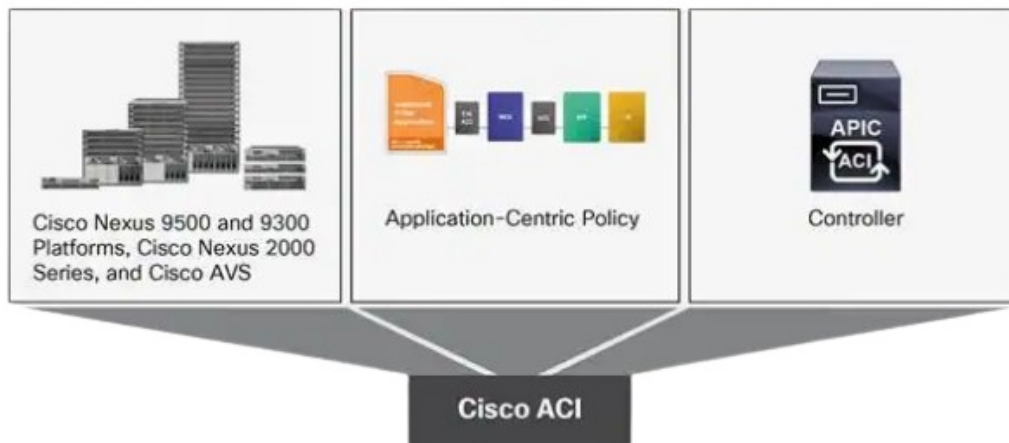 Cisco Nexus 9500 and 9300
Platforms, Cisco Nexus 2000
Series, and Cisco AVS
Application-Centric Policy
APIC
ACI
Controller
Cisco ACI